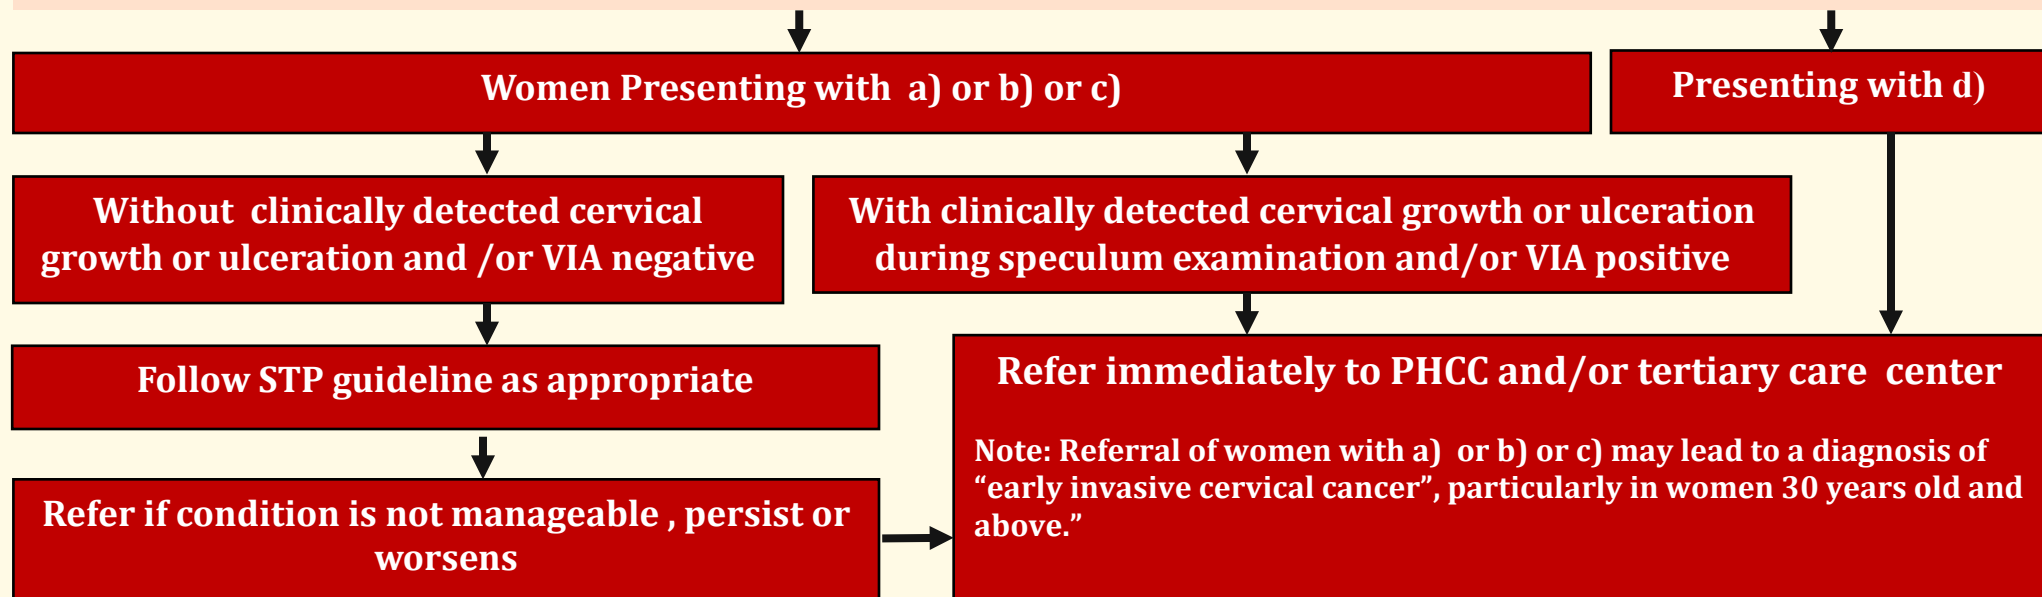 Women Presenting with a) or b) or c)
Presenting with d)
Without clinically detected cervical
growth or ulceration and /or VIA negative
With clinically detected cervical growth or ulceration
during speculum examination and/or VIA positive
Follow STP guideline as appropriate
Refer if condition is not manageable , persist or
worsens
Refer immediately to PHCC and/or tertiary care center
Note: Referral of women with a) or b) or c) may lead to a diagnosis of
“early invasive cervical cancer”, particularly in women 30 years old and
above.”